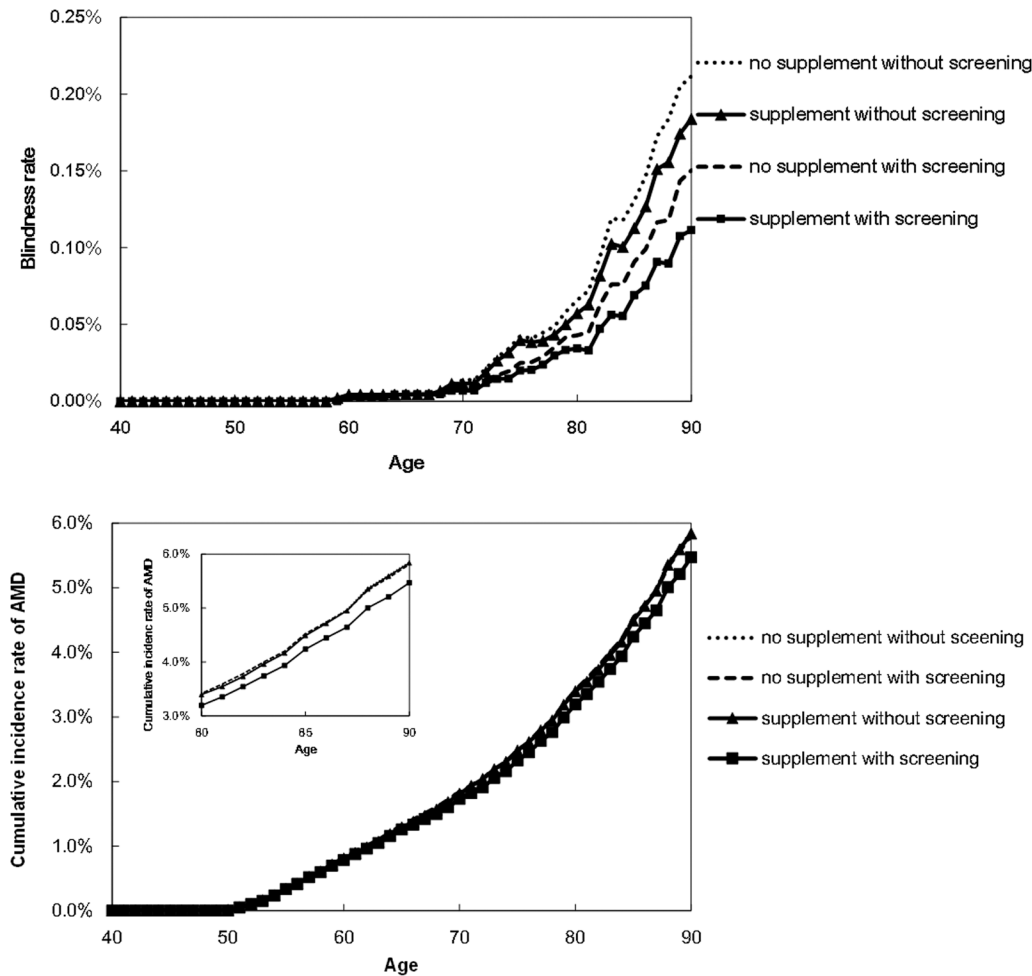 0.25%
0.20%
0.15%
0.10%
0.05%
0.00%
Blindness rate
40 50 60 70 80 90
Age
no supplement without screening
supplement without screening
no supplement with screening
supplement with screening
6.0%
5.0%
4.0%
3.0%
2.0%
1.0%
0.0%
Cumulative incidence rate of AMD
40 50 60 70 80 90
Age
6.0%
5.0%
4.0%
3.0%
Cumulative incidenc rate of AMD
80 85 90
Age
no supplement without sceening
no supplement with screening
supplement without screening
supplement with screening